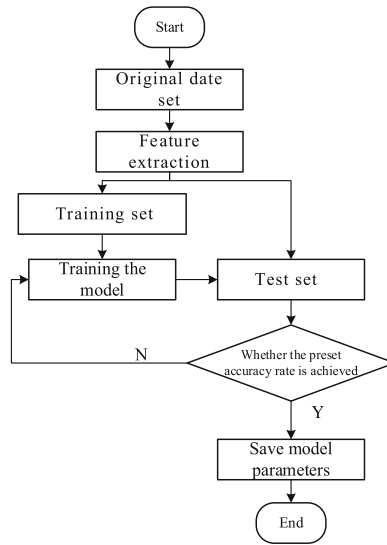 Start
Original date
set
Feature
extraction
Training set
Training the
model
Test set
Whether the preset
accuracy rate is achieved
N
Y
Save model
parameters
End